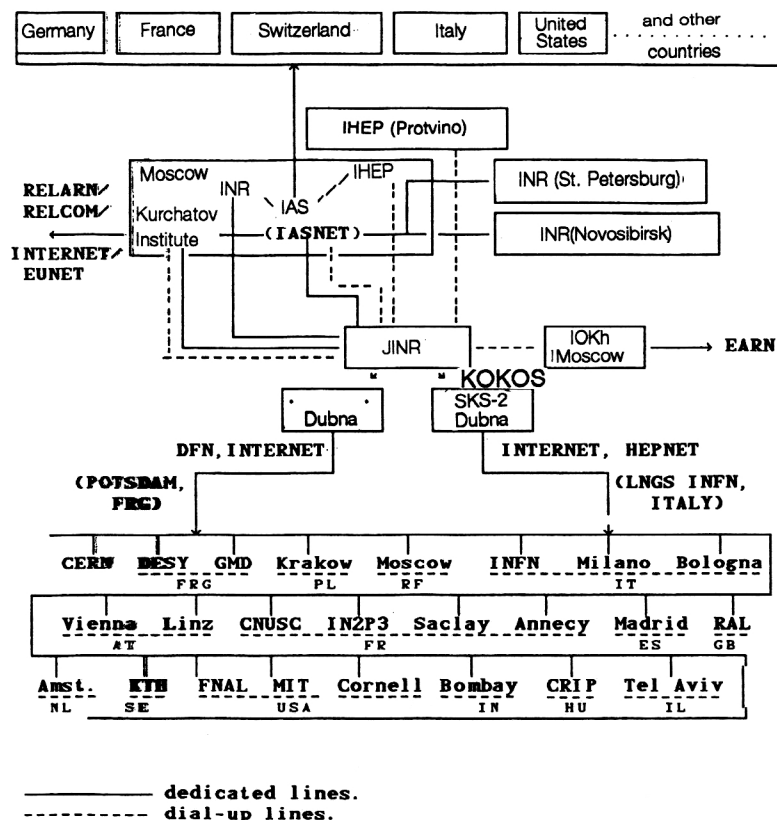 Germany France Switzerland Italy United States and other countries
IHEP (Protvino)
Moscow IHEP
INR
IAS
(IASNET)
Kurchatov
Institute
RELARN/
RELCOM/
INTERNET/
EUNET
INR (St. Petersburg)
INR(Novosibirsk)
JINR
IOKh
Moscow
EARN
KOKOS
Dubna
SKS-2
Dubna
DFN, INTERNET
INTERNET, HEPNET
(POTSDAM,
FRG)
(LNGS INFN,
ITALY)
CERN DESY GMD Krakow Moscow INFN Milano Bologna
FRG PL RF IT
Vienna Linz CNUSC IN2P3 Saclay Annecy Madrid RAL
AT FR ES GB
Amst. KTH FNAL MIT Cornell Bombay CRIP Tel Aviv
NL SE USA IN HU IL
dedicated lines.
dial-up lines.